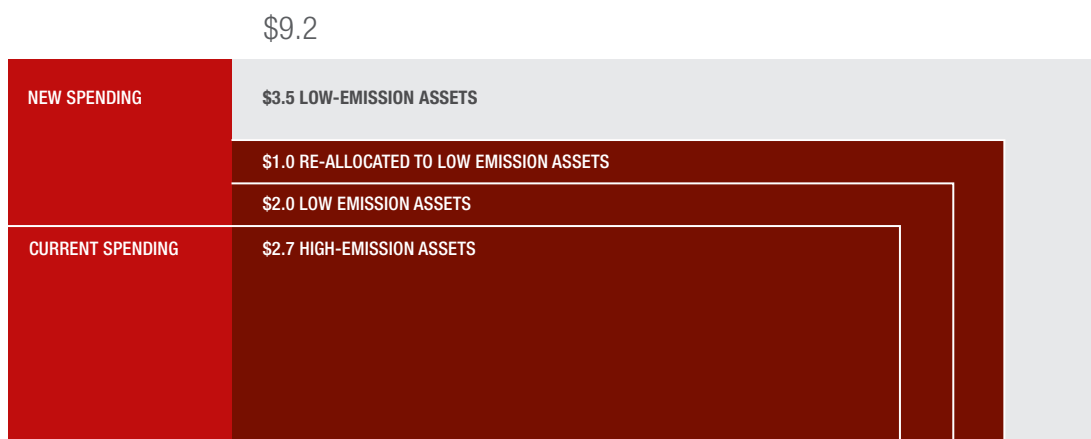 $9.2
NEW SPENDING
$3.5 LOW-EMISSION ASSETS
$1.0 RE-ALLOCATED TO LOW EMISSION ASSETS
$2.0 LOW EMISSION ASSETS
CURRENT SPENDING
$2.7 HIGH-EMISSION ASSETS